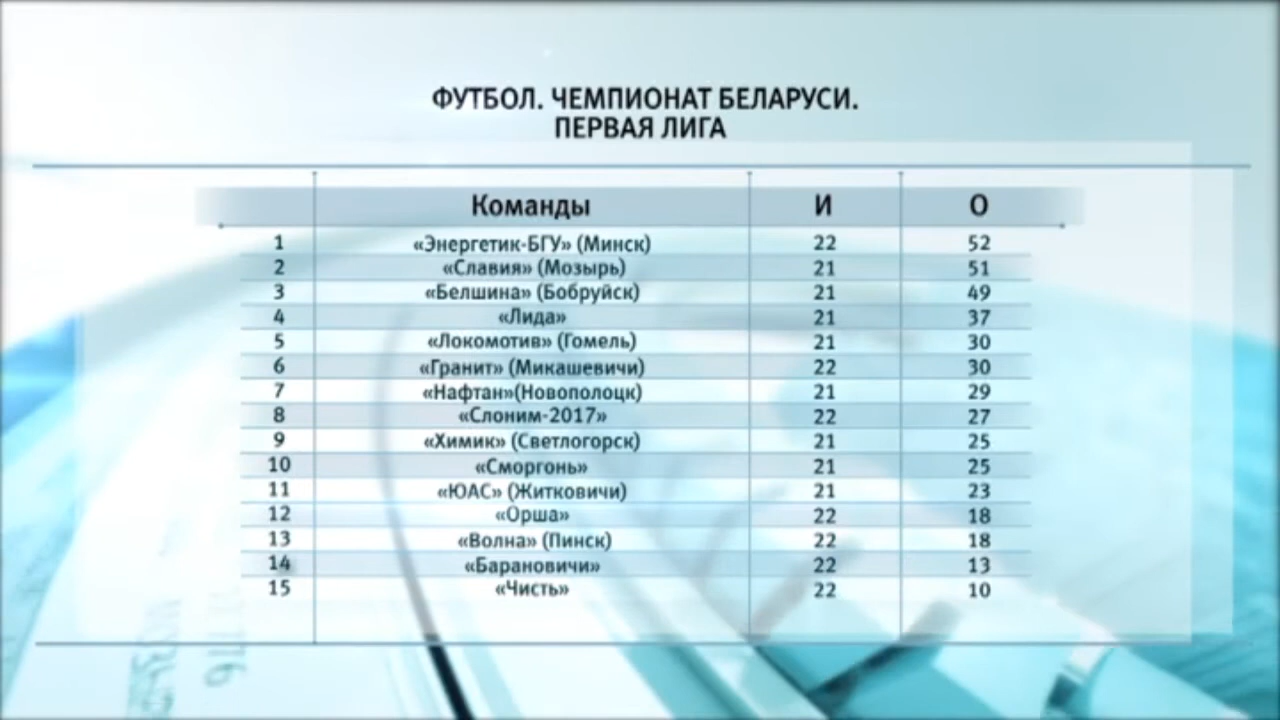 ФУТБОЛ. ЧЕМПИОНАТ БЕЛАРУСИ.
ПЕРВАЯ ЛИГА
Команды И О
1 «Энергетик-БГУ» (Минск) 22 52
2 «Славия» (Мозырь) 21 51
3 «Белшина» (Бобруйск) 21 49
4 «Лида» 21 37
5 «Локомотив» (Гомель) 21 30
6 «Гранит» (Микашевичи) 22 30
7 «Нафтан»(Новополоцк) 21 29
8 «Слоним-2017» 22 27
9 «Химик» (Светлогорск) 21 25
10 «Сморгонь» 21 25
11 «ЮАС» (Житковичи) 21 23
12 «Орша» 22 18
13 «Волна» (Пинск) 22 18
14 «Барановичи» 22 13
15 «Чисть» 22 10